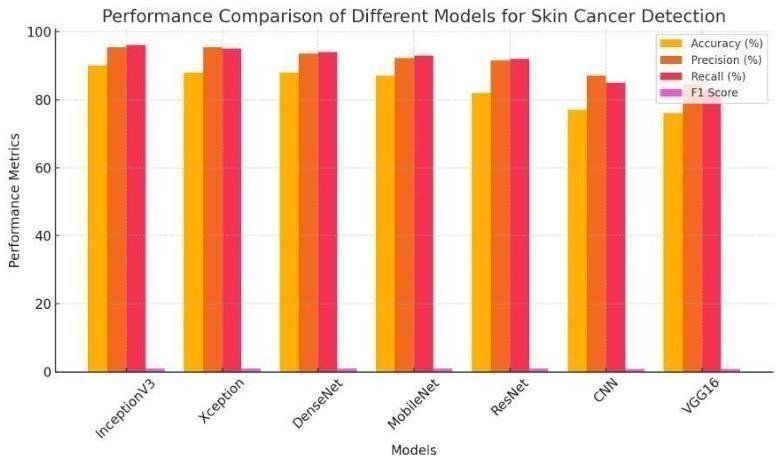 Performance Comparison of Different Models for Skin Cancer Detection
Accuracy (%)
Precision (%)
Recall (%)
F1 Score
Performance Metrics
100
80
60
40
20
0
InceptionV3
Xception
DenseNet
MobileNet
ResNet
CNN
VGG16
Models